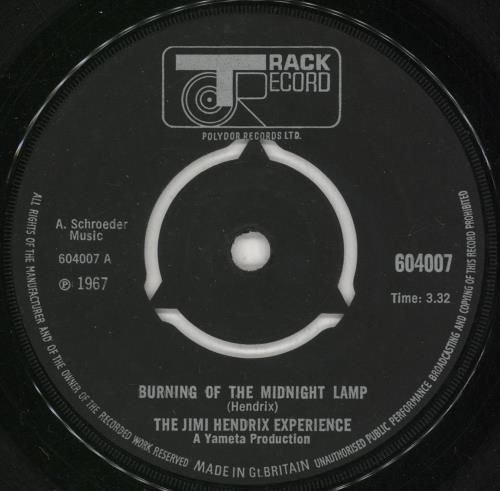 TRACK
RECORD
POLYDOR RECORDS LTD.
A. Schroeder
Music
604007 A
℗ 1967
604007
Time: 3.32
BURNING OF THE MIDNIGHT LAMP
(Hendrix)
THE JIMI HENDRIX EXPERIENCE
A Yameta Production
ALL RIGHTS OF THE MANUFACTURER AND OF THE OWNER OF THE RECORDED WORK RESERVED
UNAUTHORISED PUBLIC PERFORMANCE BROADCASTING AND COPYING OF THIS RECORD PROHIBITED
MADE IN Gt. BRITAIN